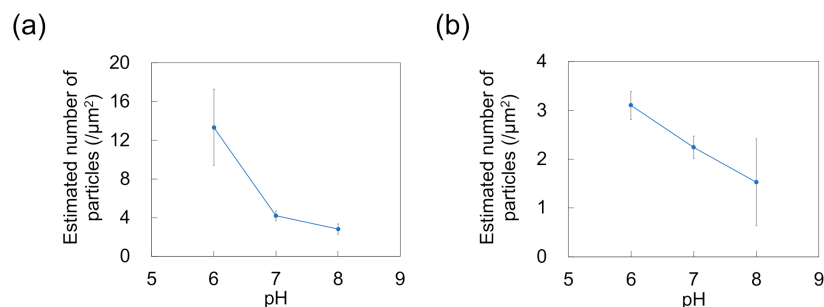 (a)
Estimated number of
particles (/μm²)
20
16
12
8
4
0
5 6 7 8 9
pH
(b)
Estimated number of
particles (/μm²)
4
3
2
1
0
5 6 7 8 9
pH